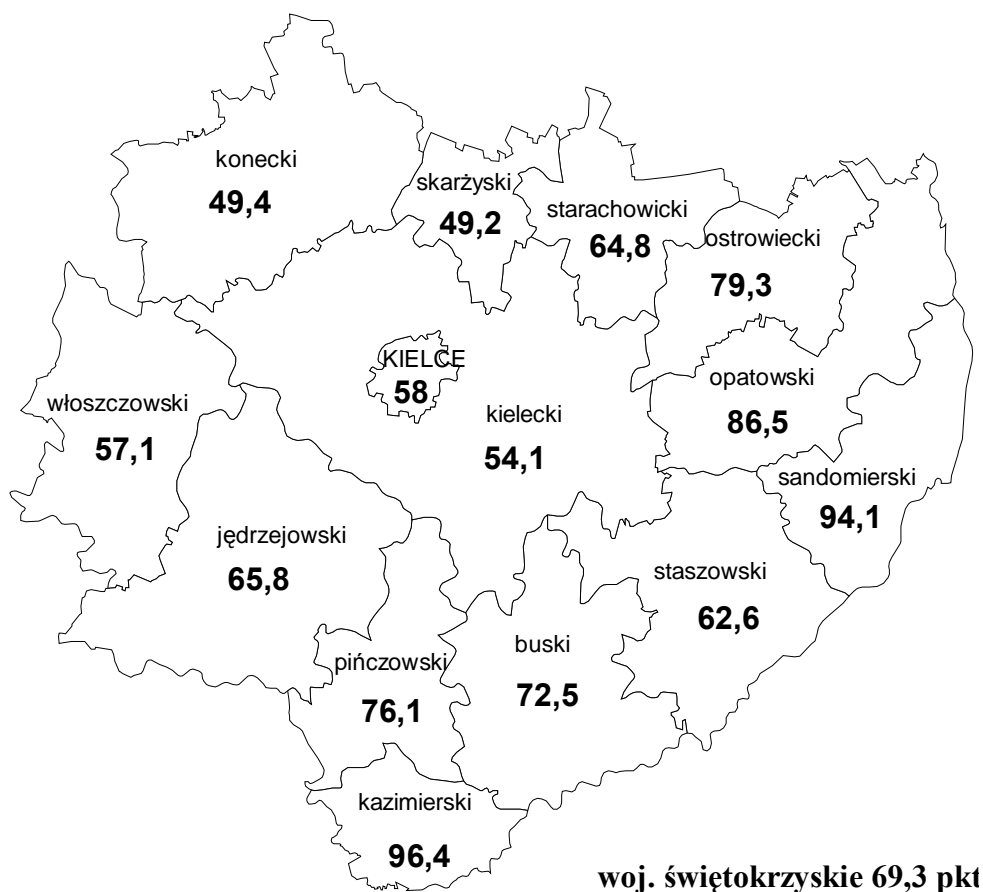 konecki
49,4
skarżyski
49,2
starachowicki
64,8
ostrowiecki
79,3
KIELCE
58
kielecki
54,1
włoszczowski
57,1
opatowski
86,5
sandomierski
94,1
jędrzejowski
65,8
staszowski
62,6
pińczowski
76,1
buski
72,5
kazimierski
96,4
woj. świętokrzyskie 69,3 pkt